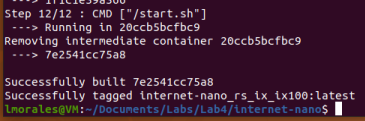 ---> 1f1c1e59a306
Step 12/12 : CMD ["/start.sh"]
---> Running in 20ccb5bcfbc9
Removing intermediate container 20ccb5bcfbc9
---> 7e2541cc75a8

Successfully built 7e2541cc75a8
Successfully tagged internet-nano_rs_ix_ix100:latest
lmorales@VM:~/Documents/Labs/Lab4/internet-nano$